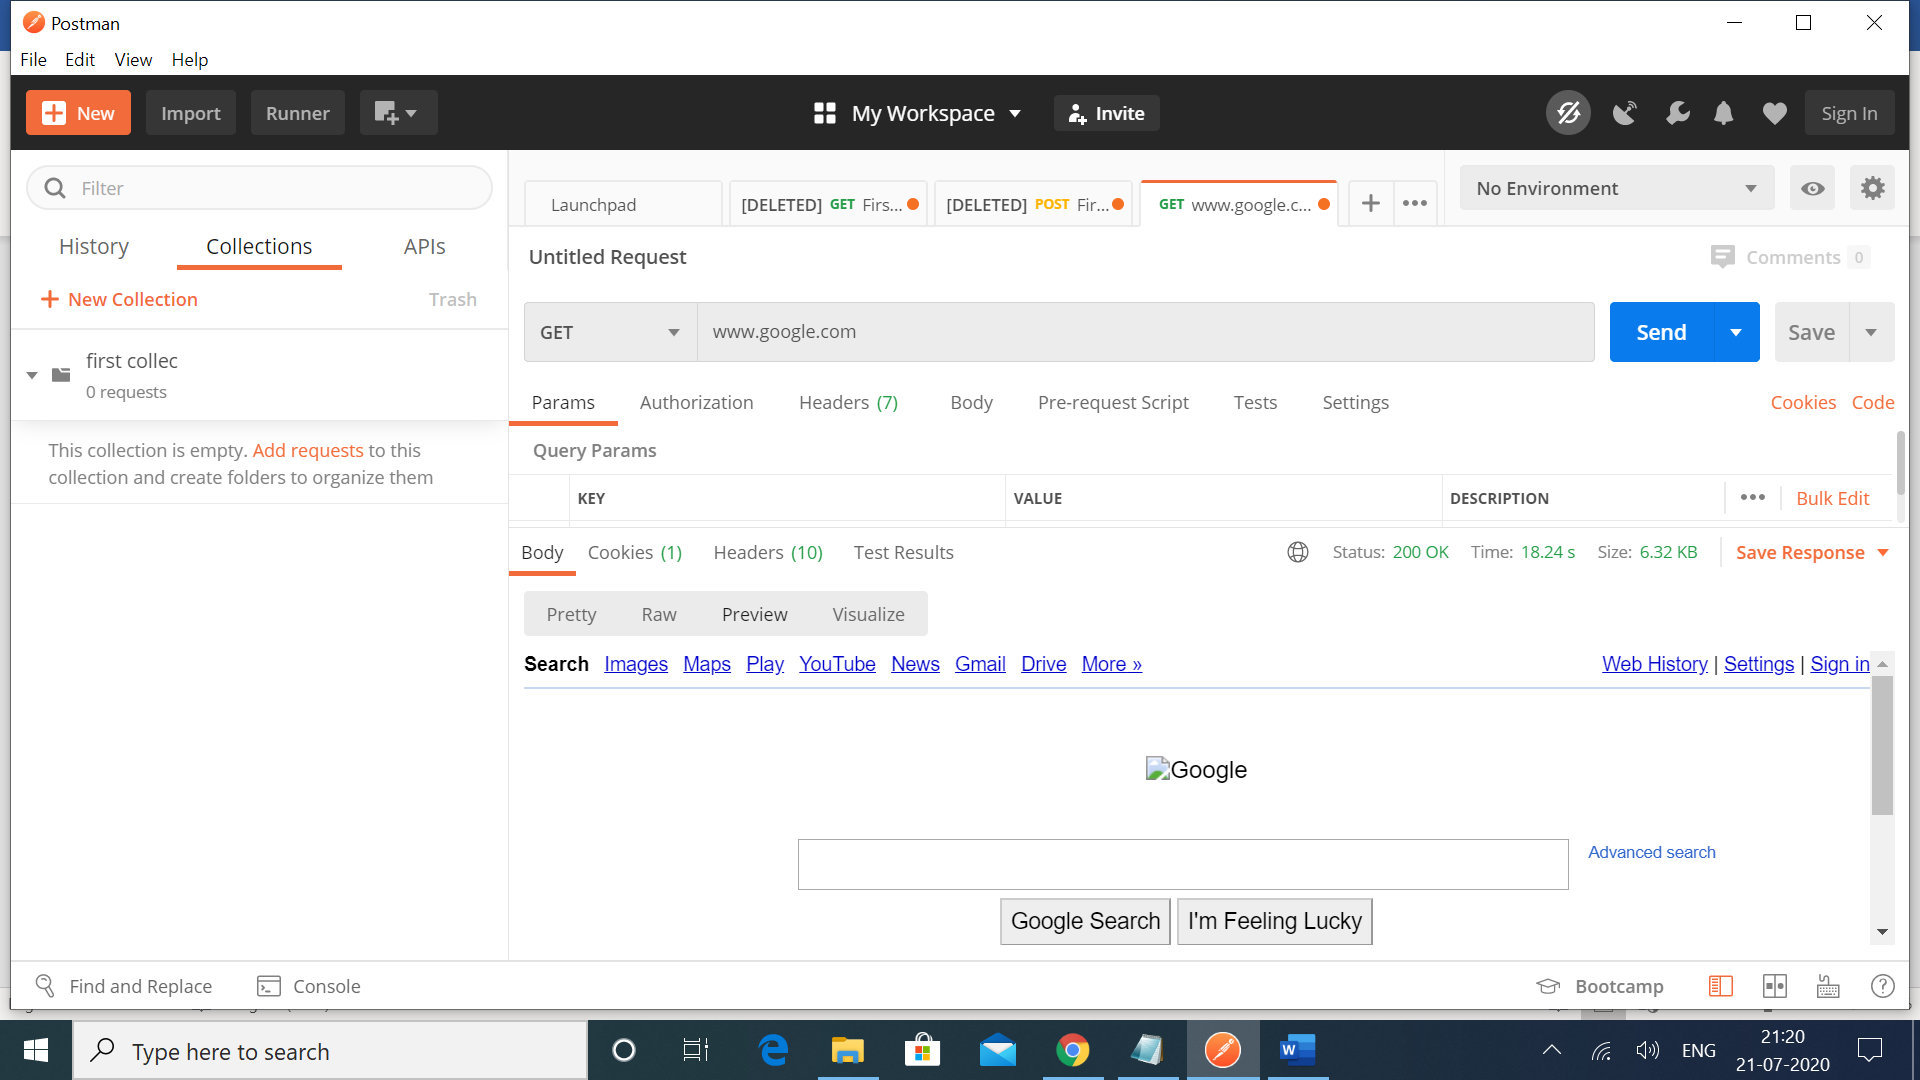 Postman
File Edit View Help
New Import Runner My Workspace Invite Sign In
Filter
History Collections APIs
+ New Collection Trash
first collec
0 requests
This collection is empty. Add requests to this
collection and create folders to organize them
Launchpad [DELETED] GET Firs... [DELETED] POST Fir... GET www.google.c... + ••• No Environment
Untitled Request Comments 0
GET www.google.com Send Save
Params Authorization Headers (7) Body Pre-request Script Tests Settings Cookies Code
Query Params
KEY VALUE DESCRIPTION ••• Bulk Edit
Body Cookies (1) Headers (10) Test Results Status: 200 OK Time: 18.24 s Size: 6.32 KB Save Response
Pretty Raw Preview Visualize
Search Images Maps Play YouTube News Gmail Drive More » Web History | Settings | Sign in
Google
Advanced search
Google Search I'm Feeling Lucky
Find and Replace Console Bootcamp
Type here to search ENG 21:20
21-07-2020